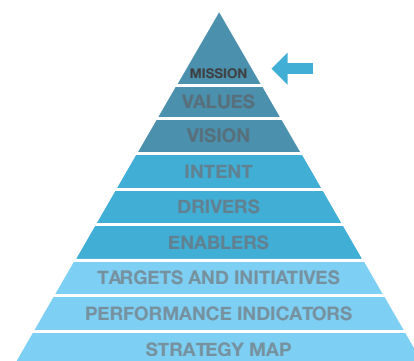 MISSION
VALUES
VISION
INTENT
DRIVERS
ENABLERS
TARGETS AND INITIATIVES
PERFORMANCE INDICATORS
STRATEGY MAP